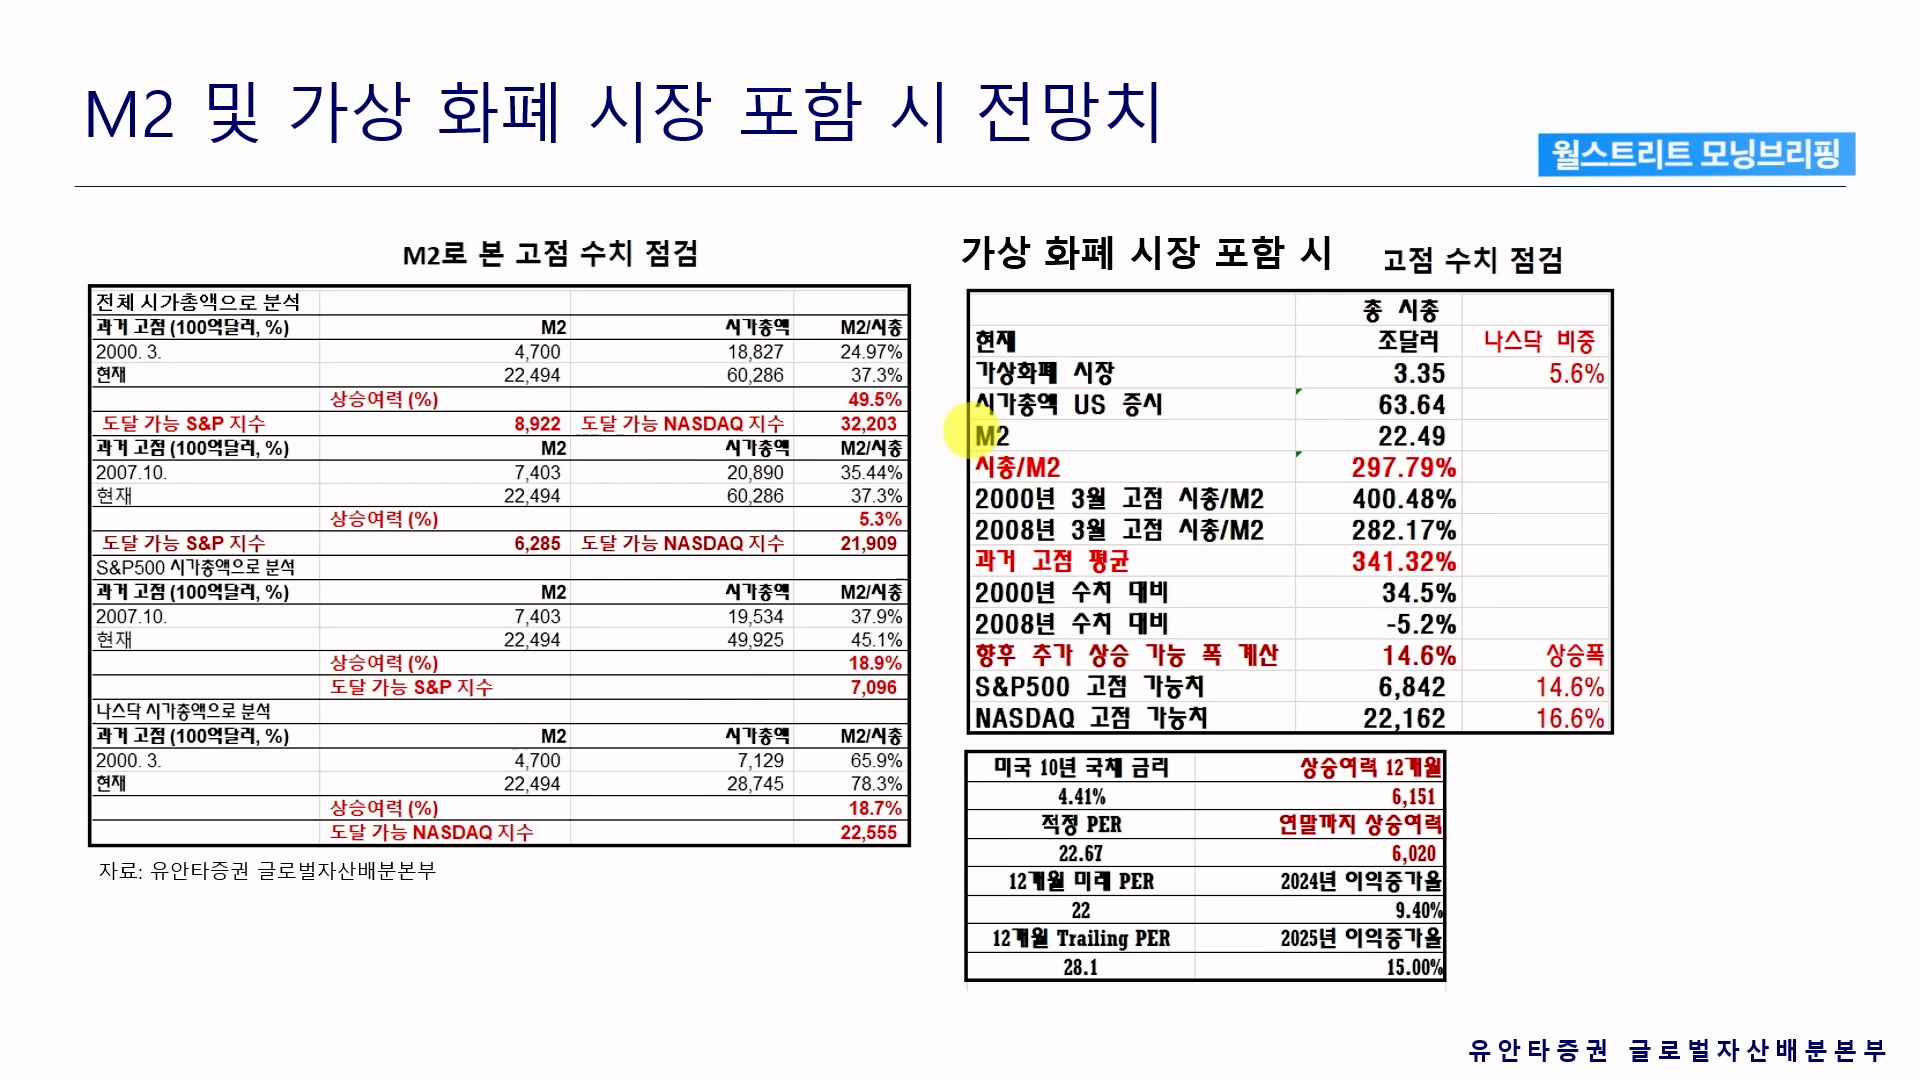 M2 및 가상 화폐 시장 포함 시 전망치
월스트리트 모닝브리핑
M2로 본 고점 수치 점검
전체 시가총액으로 분석
과거 고점 (100억달러, %) M2 시가총액 M2/시총
2000. 3. 4,700 18,827 24.97%
현재 22,494 60,286 37.3%
상승여력 (%) 49.5%
도달 가능 S&P 지수 8,922 도달 가능 NASDAQ 지수 32,203
과거 고점 (100억달러, %) M2 시가총액 M2/시총
2007.10. 7,403 20,890 35.44%
현재 22,494 60,286 37.3%
상승여력 (%) 5.3%
도달 가능 S&P 지수 6,285 도달 가능 NASDAQ 지수 21,909
S&P500 시가총액으로 분석
과거 고점 (100억달러, %) M2 시가총액 M2/시총
2007.10. 7,403 19,534 37.9%
현재 22,494 49,925 45.1%
상승여력 (%) 18.9%
도달 가능 S&P 지수 7,096
나스닥 시가총액으로 분석
과거 고점 (100억달러, %) M2 시가총액 M2/시총
2000. 3. 4,700 7,129 65.9%
현재 22,494 28,745 78.3%
상승여력 (%) 18.7%
도달 가능 NASDAQ 지수 22,555
자료: 유안타증권 글로벌자산배분본부
가상 화폐 시장 포함 시 고점 수치 점검
총 시총
현재 조달러 나스닥 비중
가상화폐 시장 3.35 5.6%
시가총액 US 증시 63.64
M2 22.49
시총/M2 297.79%
2000년 3월 고점 시총/M2 400.48%
2008년 3월 고점 시총/M2 282.17%
과거 고점 평균 341.32%
2000년 수치 대비 34.5%
2008년 수치 대비 -5.2%
향후 추가 상승 가능 폭 계산 14.6% 상승폭
S&P500 고점 가능치 6,842 14.6%
NASDAQ 고점 가능치 22,162 16.6%
미국 10년 국채 금리 상승여력 12개월
4.41% 6,151
적정 PER 연말까지 상승여력
22.67 6,020
12개월 미래 PER 2024년 이익증가율
22 9.40%
12개월 Trailing PER 2025년 이익증가율
28.1 15.00%
유안타증권 글로벌자산배분본부